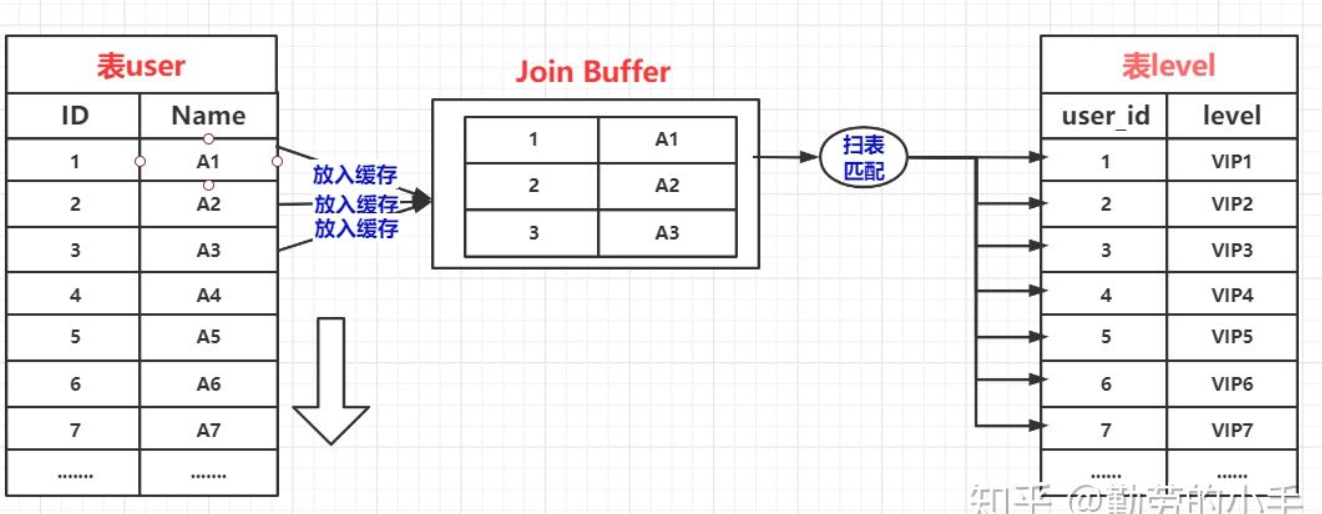 表user
ID Name
1 A1
2 A2
3 A3
4 A4
5 A5
6 A6
7 A7
....... .......
放入缓存
放入缓存
放入缓存
Join Buffer
1 A1
2 A2
3 A3
扫表
匹配
表level
user_id level
1 VIP1
2 VIP2
3 VIP3
4 VIP4
5 VIP5
6 VIP6
7 VIP7
...... ......
知乎 @勤劳的小手